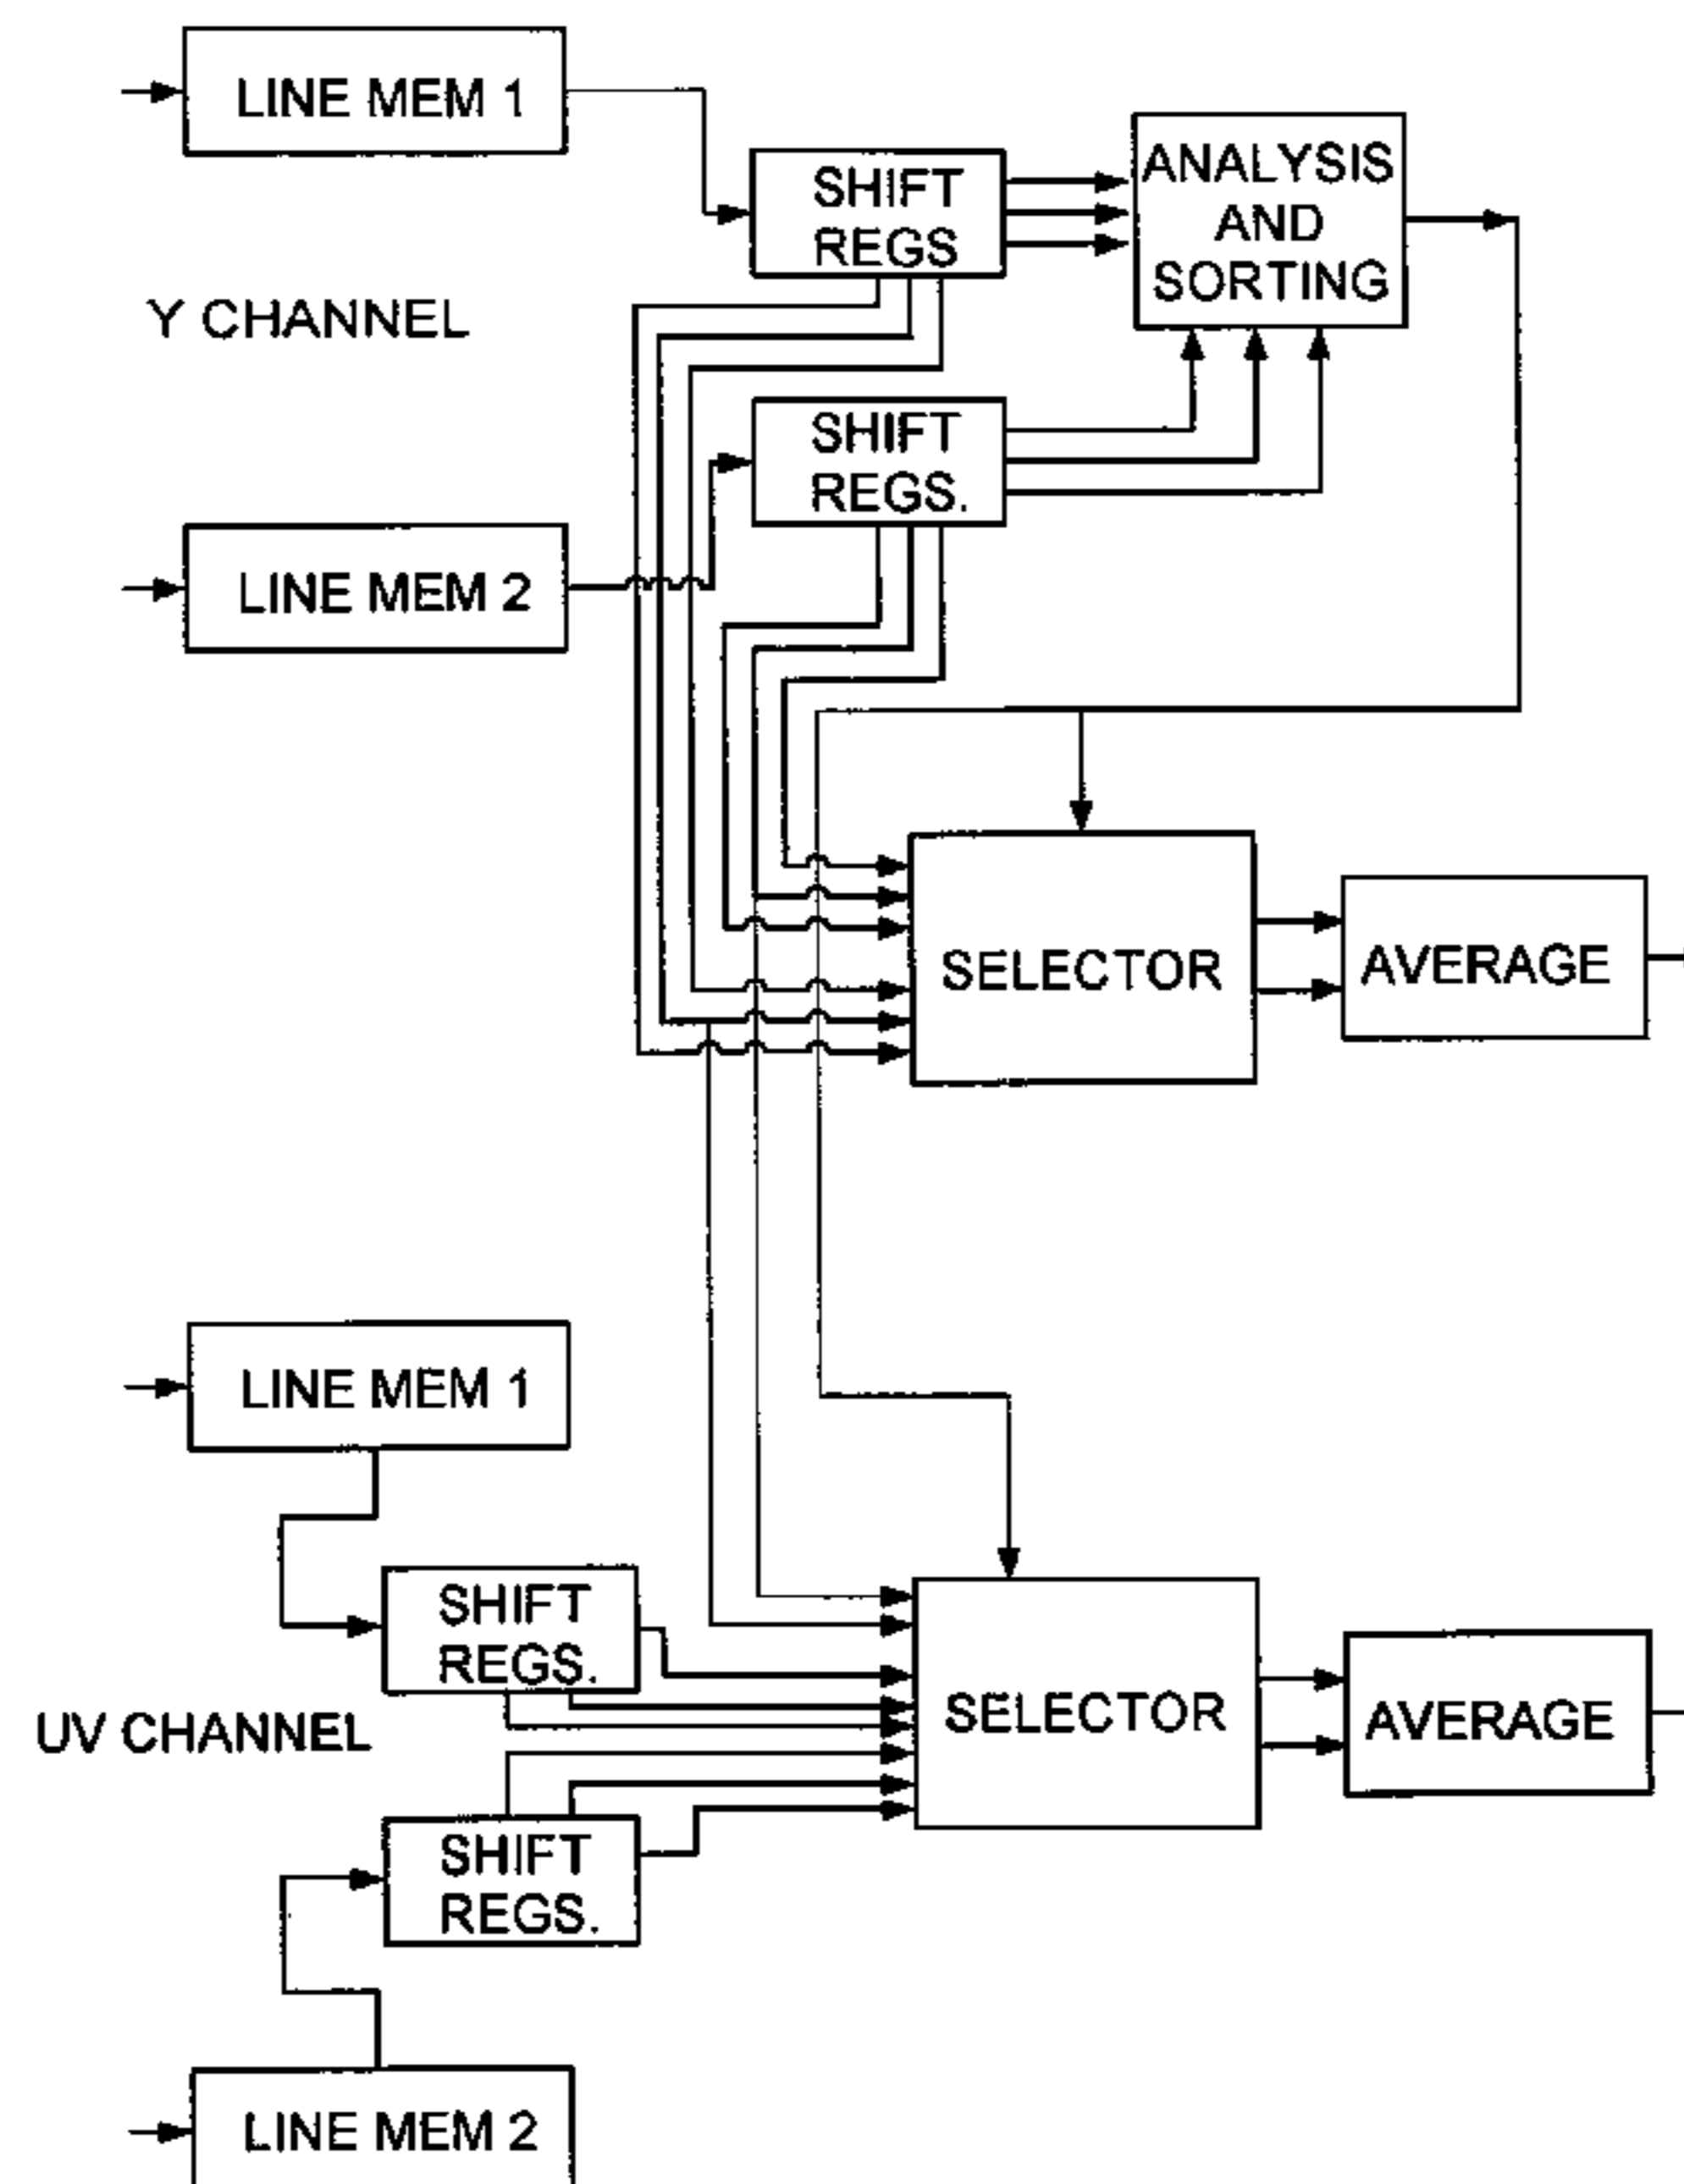 LINE MEM 1
SHIFT
REGS
ANALYSIS
AND
SORTING
Y CHANNEL
SHIFT
REGS.
LINE MEM 2
SELECTOR
AVERAGE
LINE MEM 1
SHIFT
REGS.
UV CHANNEL
SELECTOR
AVERAGE
SHIFT
REGS.
LINE MEM 2